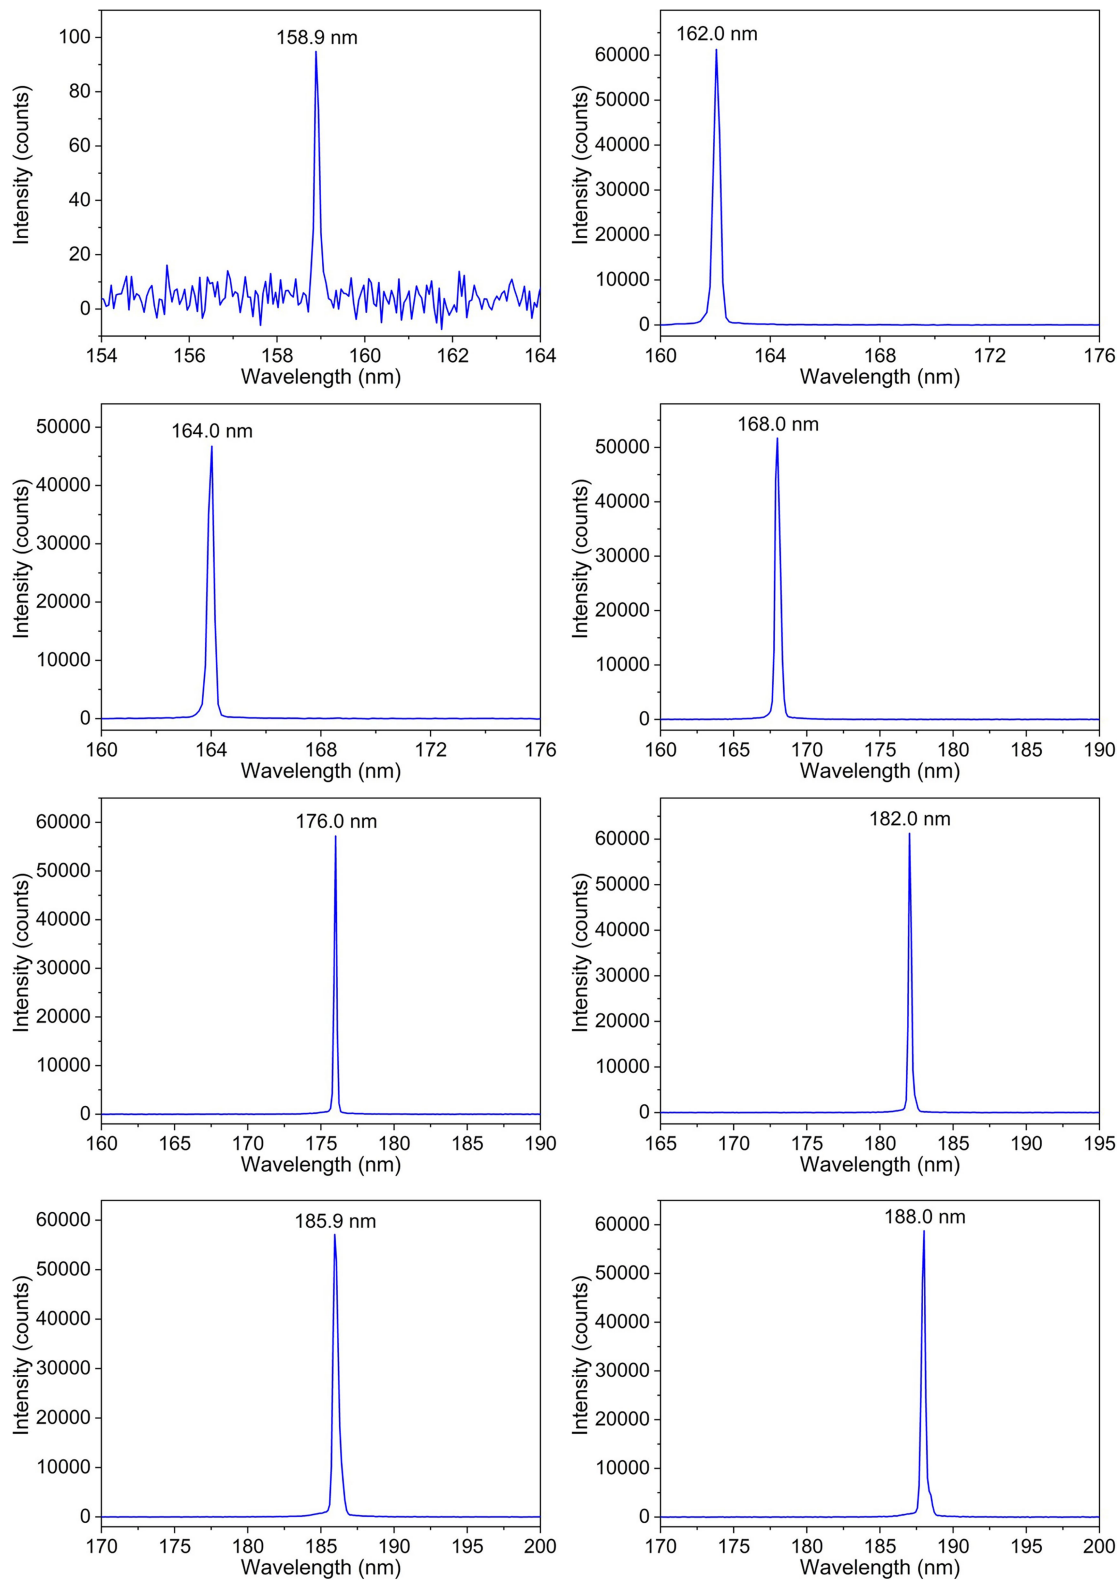 158.9 nm
Intensity (counts)
100
80
60
40
20
0
154 156 158 160 162 164
Wavelength (nm)
162.0 nm
Intensity (counts)
60000
50000
40000
30000
20000
10000
0
160 164 168 172 176
Wavelength (nm)
164.0 nm
Intensity (counts)
50000
40000
30000
20000
10000
0
160 164 168 172 176
Wavelength (nm)
168.0 nm
Intensity (counts)
50000
40000
30000
20000
10000
0
160 165 170 175 180 185 190
Wavelength (nm)
176.0 nm
Intensity (counts)
60000
50000
40000
30000
20000
10000
0
160 165 170 175 180 185 190
Wavelength (nm)
182.0 nm
Intensity (counts)
60000
50000
40000
30000
20000
10000
0
165 170 175 180 185 190 195
Wavelength (nm)
185.9 nm
Intensity (counts)
60000
50000
40000
30000
20000
10000
0
170 175 180 185 190 195 200
Wavelength (nm)
188.0 nm
Intensity (counts)
60000
50000
40000
30000
20000
10000
0
170 175 180 185 190 195 200
Wavelength (nm)